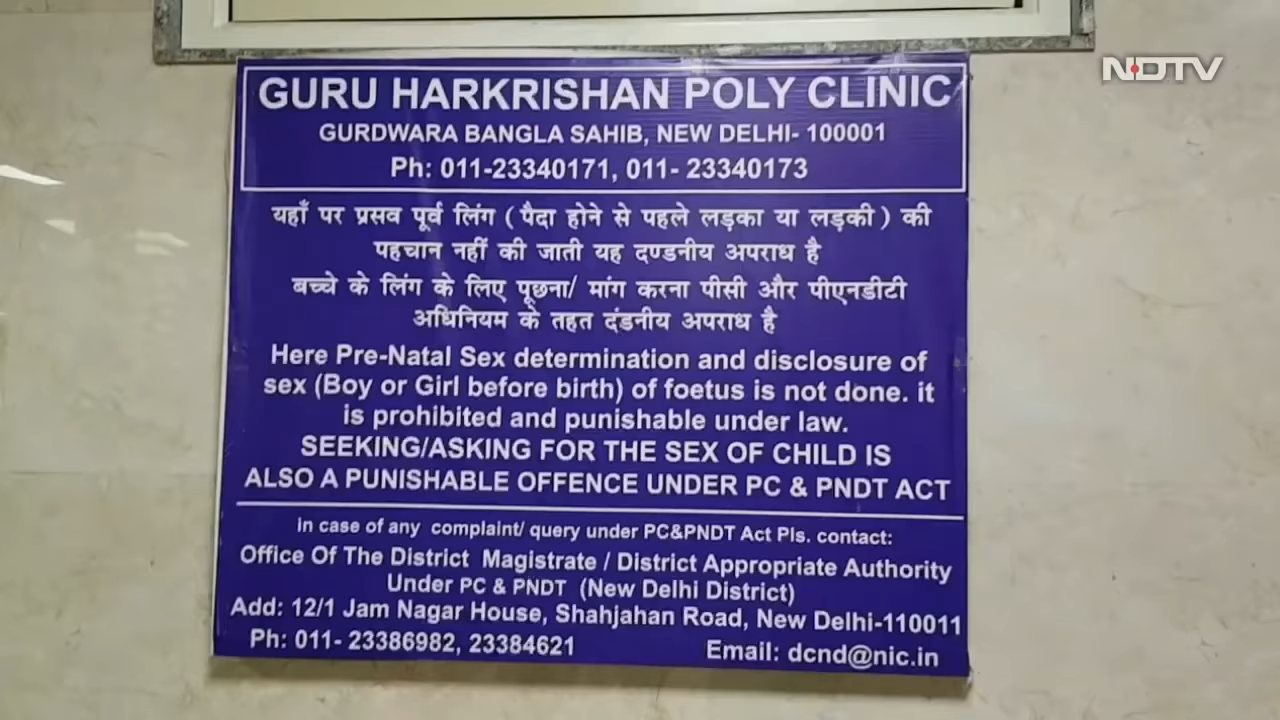 NDTV
GURU HARKRISHAN POLY CLINIC
GURDWARA BANGLA SAHIB, NEW DELHI- 100001
Ph: 011-23340171, 011- 23340173
यहाँ पर प्रसव पूर्व लिंग ( पैदा होने से पहले लड़का या लड़की ) की
पहचान नहीं की जाती यह दण्डनीय अपराध है
बच्चे के लिंग के लिए पूछना/ मांग करना पीसी और पीएनडीटी
अधिनियम के तहत दंडनीय अपराध है
Here Pre-Natal Sex determination and disclosure of
sex (Boy or Girl before birth) of foetus is not done. it
is prohibited and punishable under law.
SEEKING/ASKING FOR THE SEX OF CHILD IS
ALSO A PUNISHABLE OFFENCE UNDER PC & PNDT ACT
in case of any complaint/ query under PC&PNDT Act Pls. contact:
Office Of The District Magistrate / District Appropriate Authority
Under PC & PNDT (New Delhi District)
Add: 12/1 Jam Nagar House, Shahjahan Road, New Delhi-110011
Ph: 011- 23386982, 23384621 Email: dcnd@nic.in